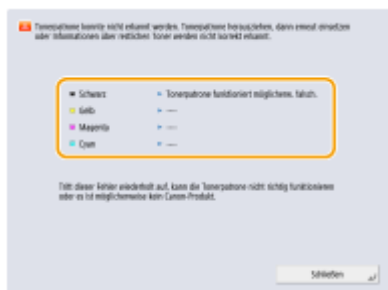 Tonerpatrone konnte nicht erkannt werden. Tonerpatrone herausziehen, dann erneut einsetzen
oder Informationen über restlichen Toner werden nicht korrekt erkannt.
Schwarz Tonerpatrone funktioniert möglicherw. falsch.
Gelb ----
Magenta ----
Cyan ----
Tritt dieser Fehler wiederholt auf, kann die Tonerpatrone nicht richtig funktionieren
oder es ist möglicherweise kein Canon-Produkt.
Schließen